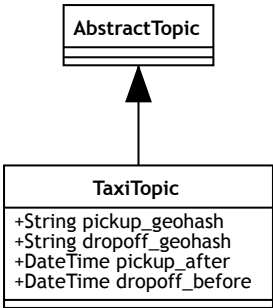 AbstractTopic
TaxiTopic
+String pickup_geohash
+String dropoff_geohash
+DateTime pickup_after
+DateTime dropoff_before